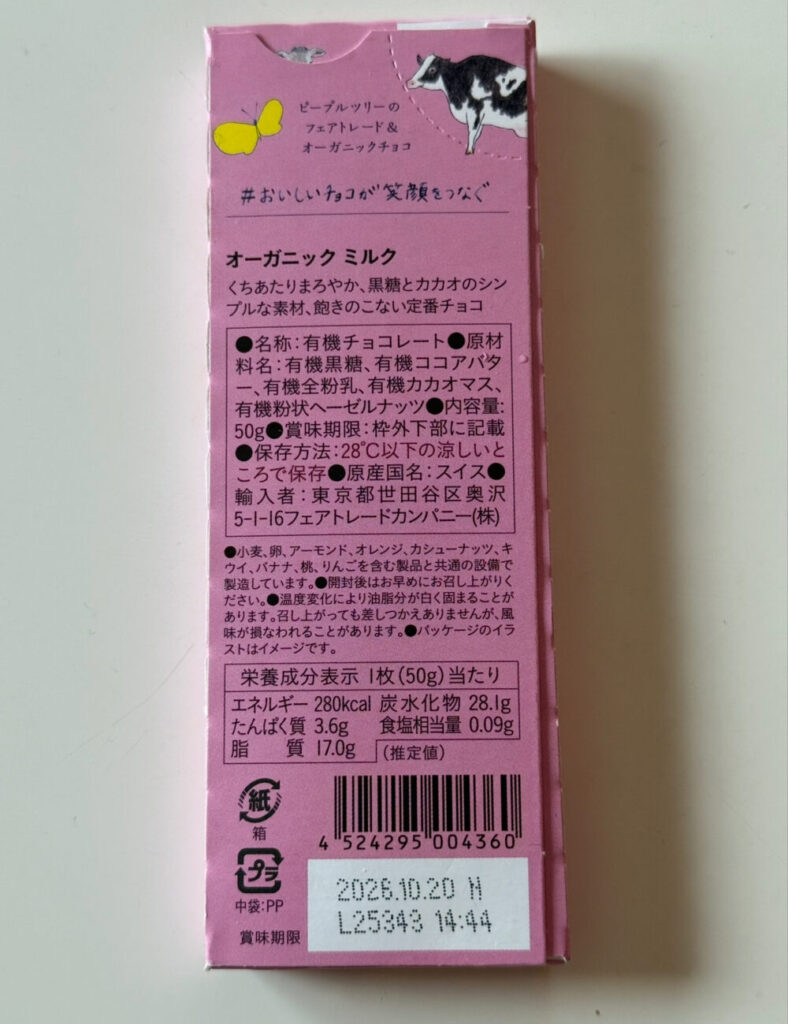 ピープルツリーの
フェアトレード&
オーガニックチョコ
#おいしいチョコが笑顔をつなぐ
オーガニック ミルク
くちあたりまろやか、黒糖とカカオのシン
プルな素材、飽きのこない定番チョコ
●名称:有機チョコレート●原材
料名:有機黒糖、有機ココアバタ
ー、有機全粉乳、有機カカオマス、
有機粉状ヘーゼルナッツ●内容量:
50g●賞味期限:枠外下部に記載
●保存方法:28℃以下の涼しいと
ころで保存●原産国名:スイス●
輸入者:東京都世田谷区奥沢
5-1-16フェアトレードカンパニー(株)
●小麦、卵、アーモンド、オレンジ、カシューナッツ、キ
ウイ、バナナ、桃、りんごを含む製品と共通の設備で
製造しています。●開封後はお早めにお召し上がりく
ださい。●温度変化により油脂分が白く固まることが
あります。召し上がっても差しつかえありませんが、風
味が損なわれることがあります。●パッケージのイラ
ストはイメージです。
栄養成分表示 1枚(50g)当たり
エネルギー 280kcal 炭水化物 28.1g
たんぱく質 3.6g 食塩相当量 0.09g
脂質 17.0g (推定値)
紙
箱
4 524295 004360
プラ
中袋:PP
2026.10.20 N
L25343 14:44
賞味期限